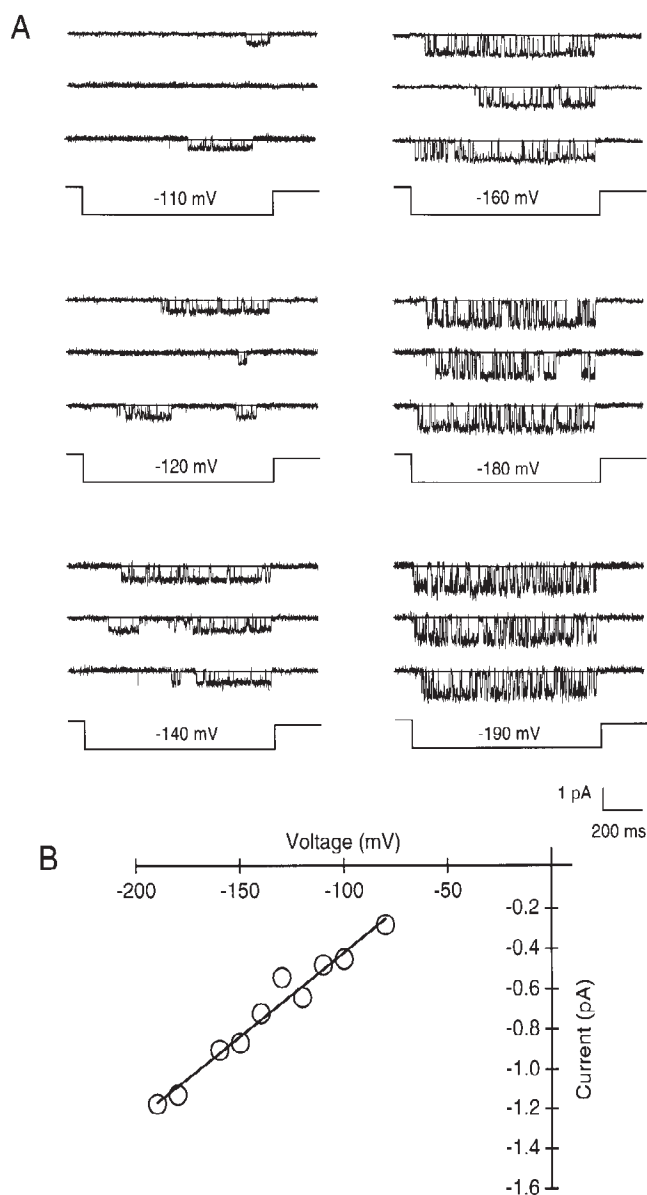 A
-110 mV
-160 mV
-120 mV
-180 mV
-140 mV
-190 mV
1 pA
200 ms
B
Voltage (mV)
-200
-150
-100
-50
-0.2
-0.4
-0.6
-0.8
-1.0
-1.2
-1.4
-1.6
Current (pA)